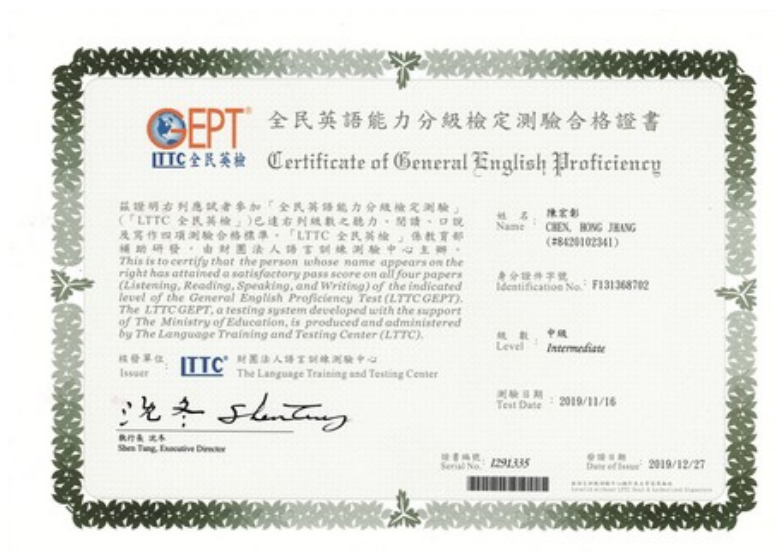 GEPT®
LTTC 全民英檢
全民英語能力分級檢定測驗合格證書
Certificate of General English Proficiency
茲證明右列應試者參加「全民英語能力分級檢定測驗」
(「LTTC 全民英檢」)已達右列級數之聽力、閱讀、口說
及寫作四項測驗合格標準。「LTTC 全民英檢」係教育部
補助研發,由財團法人語言訓練測驗中心主辦。
This is to certify that the person whose name appears on the
right has attained a satisfactory pass score on all four papers
(Listening, Reading, Speaking, and Writing) of the indicated
level of the General English Proficiency Test (LTTC GEPT).
The LTTC GEPT, a testing system developed with the support
of The Ministry of Education, is produced and administered
by The Language Training and Testing Center (LTTC).
核發單位
Issuer : LTTC® 財團法人語言訓練測驗中心
The Language Training and Testing Center
沈冬 Shen Tung
執行長 沈冬
Shen Tung, Executive Director
姓 名 : 陳宏彰
Name CHEN, HONG JHANG
(#8420102341)
身分證件字號
Identification No. : F131368702
級 數 : 中級
Level Intermediate
測驗日期
Test Date : 2019/11/16
證書編號
Serial No. : 1291335
發證日期
Date of Issue : 2019/12/27